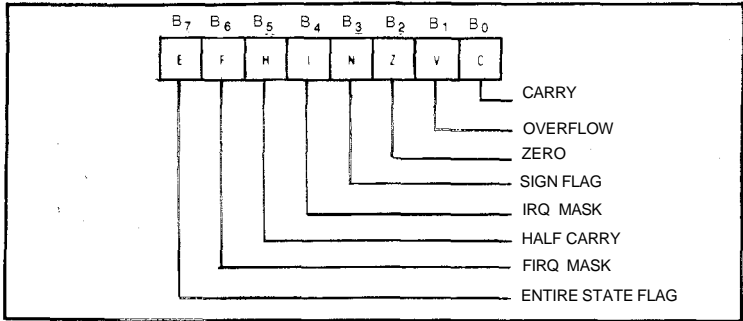 B7 B6 B5 B4 B3 B2 B1 B0
E F H I N Z V C
CARRY
OVERFLOW
ZERO
SIGN FLAG
IRQ MASK
HALF CARRY
FIRQ MASK
ENTIRE STATE FLAG